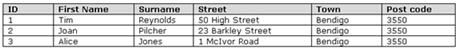 ID First Name Surname Street Town Post code
1 Tim Reynolds 50 High Street Bendigo 3550
2 Joan Pilcher 23 Barkley Street Bendigo 3550
3 Alice Jones 1 McIvor Road Bendigo 3550